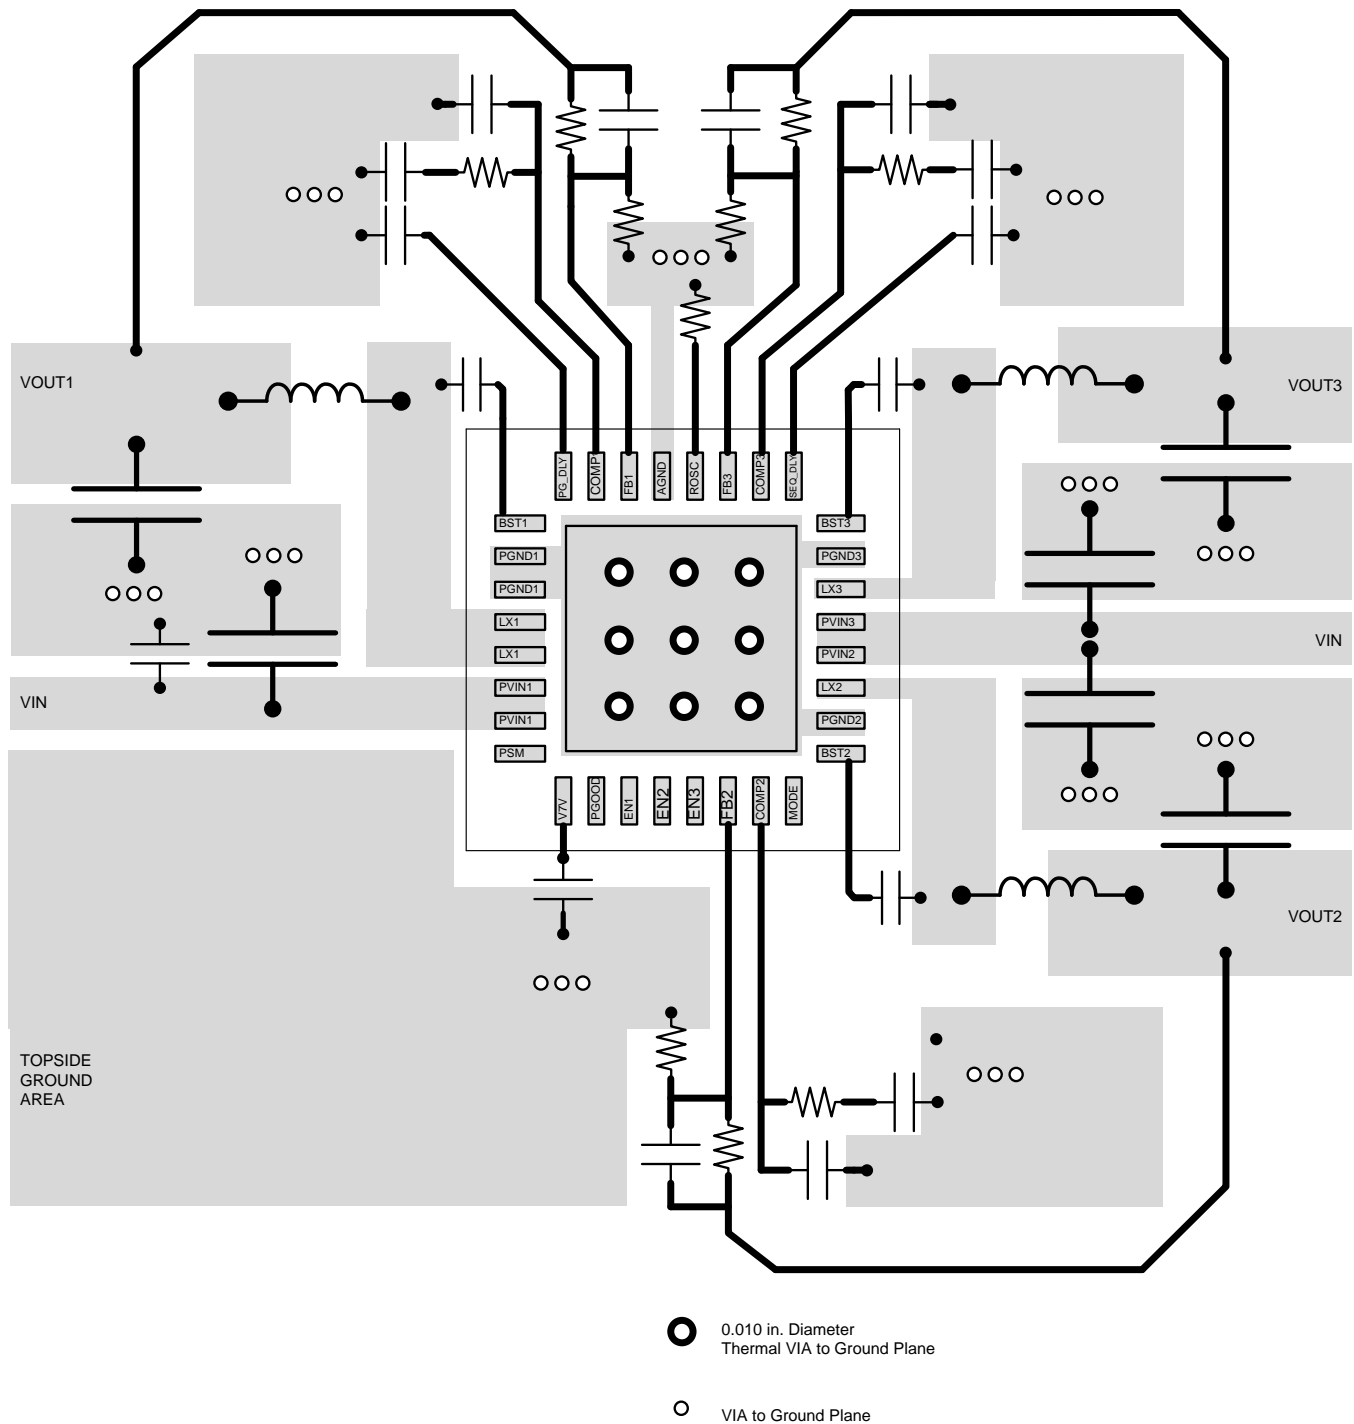 VOUT1
VOUT3
PG_DLY
COMP
FB1
AGND
ROSC
FB3
COMP3
SEQ_DLY
BST1
BST3
PGND1
PGND3
PGND1
LX3
LX1
PVIN3
VIN
LX1
PVIN2
PVIN1
LX2
VIN
PVIN1
PGND2
PSM
BST2
V7V
PGOOD
EN1
EN2
EN3
FB2
COMP2
MODE
VOUT2
TOPSIDE
GROUND
AREA
0.010 in. Diameter
Thermal VIA to Ground Plane
VIA to Ground Plane